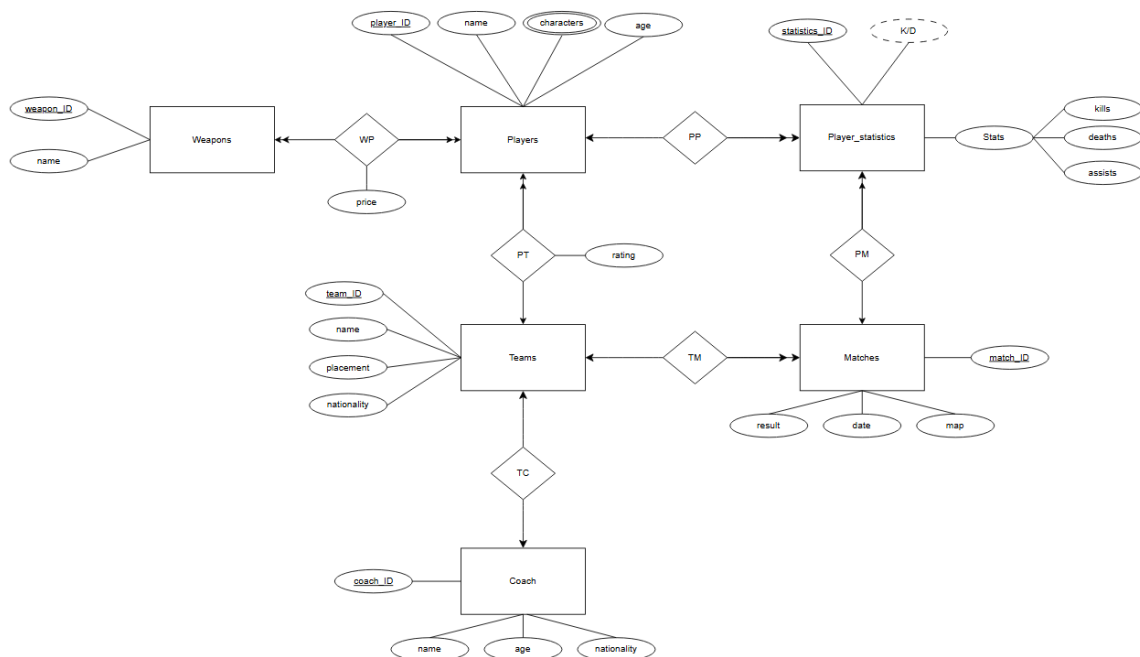 player_ID
name
characters
age
statistics_ID
K/D
weapon_ID
name
Weapons
WP
price
Players
PP
Player_statistics
Stats
kills
deaths
assists
PT
rating
PM
team_ID
name
placement
nationality
Teams
TM
Matches
match_ID
result
date
map
TC
coach_ID
Coach
name
age
nationality